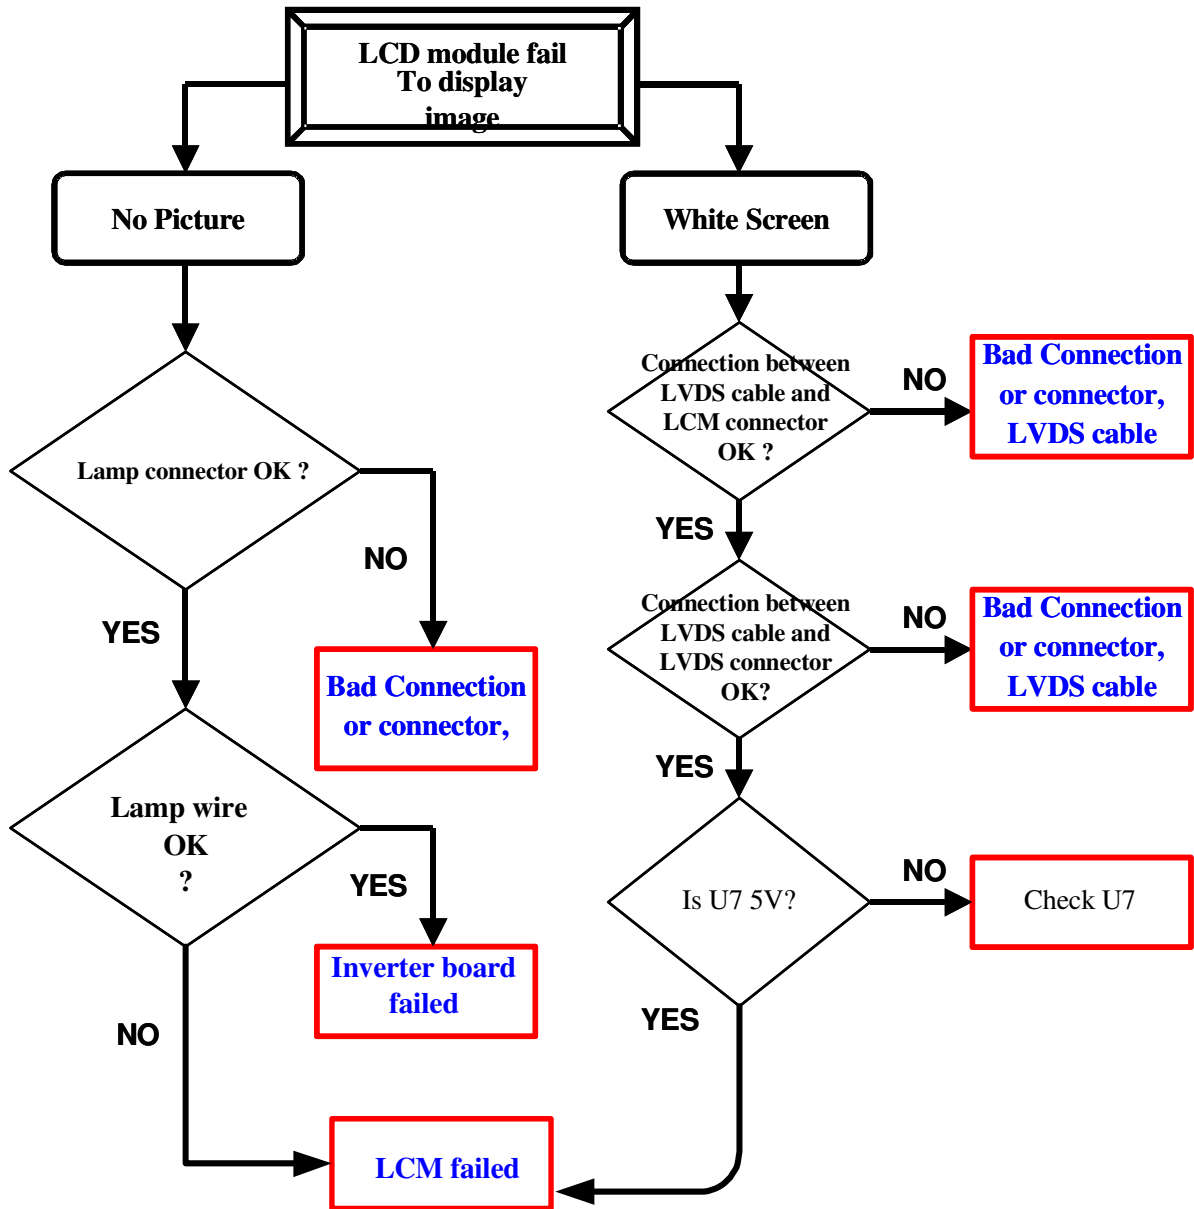 LCD module fail
To display
image
No Picture
White Screen
Connection between
LVDS cable and
LCM connector
OK ?
NO
Bad Connection
or connector,
LVDS cable
Lamp connector OK ?
YES
NO
Connection between
LVDS cable and
LVDS connector
OK?
NO
Bad Connection
or connector,
LVDS cable
YES
Bad Connection
or connector,
YES
Lamp wire
OK
?
YES
Is U7 5V?
NO
Check U7
Inverter board
failed
NO
YES
LCM failed